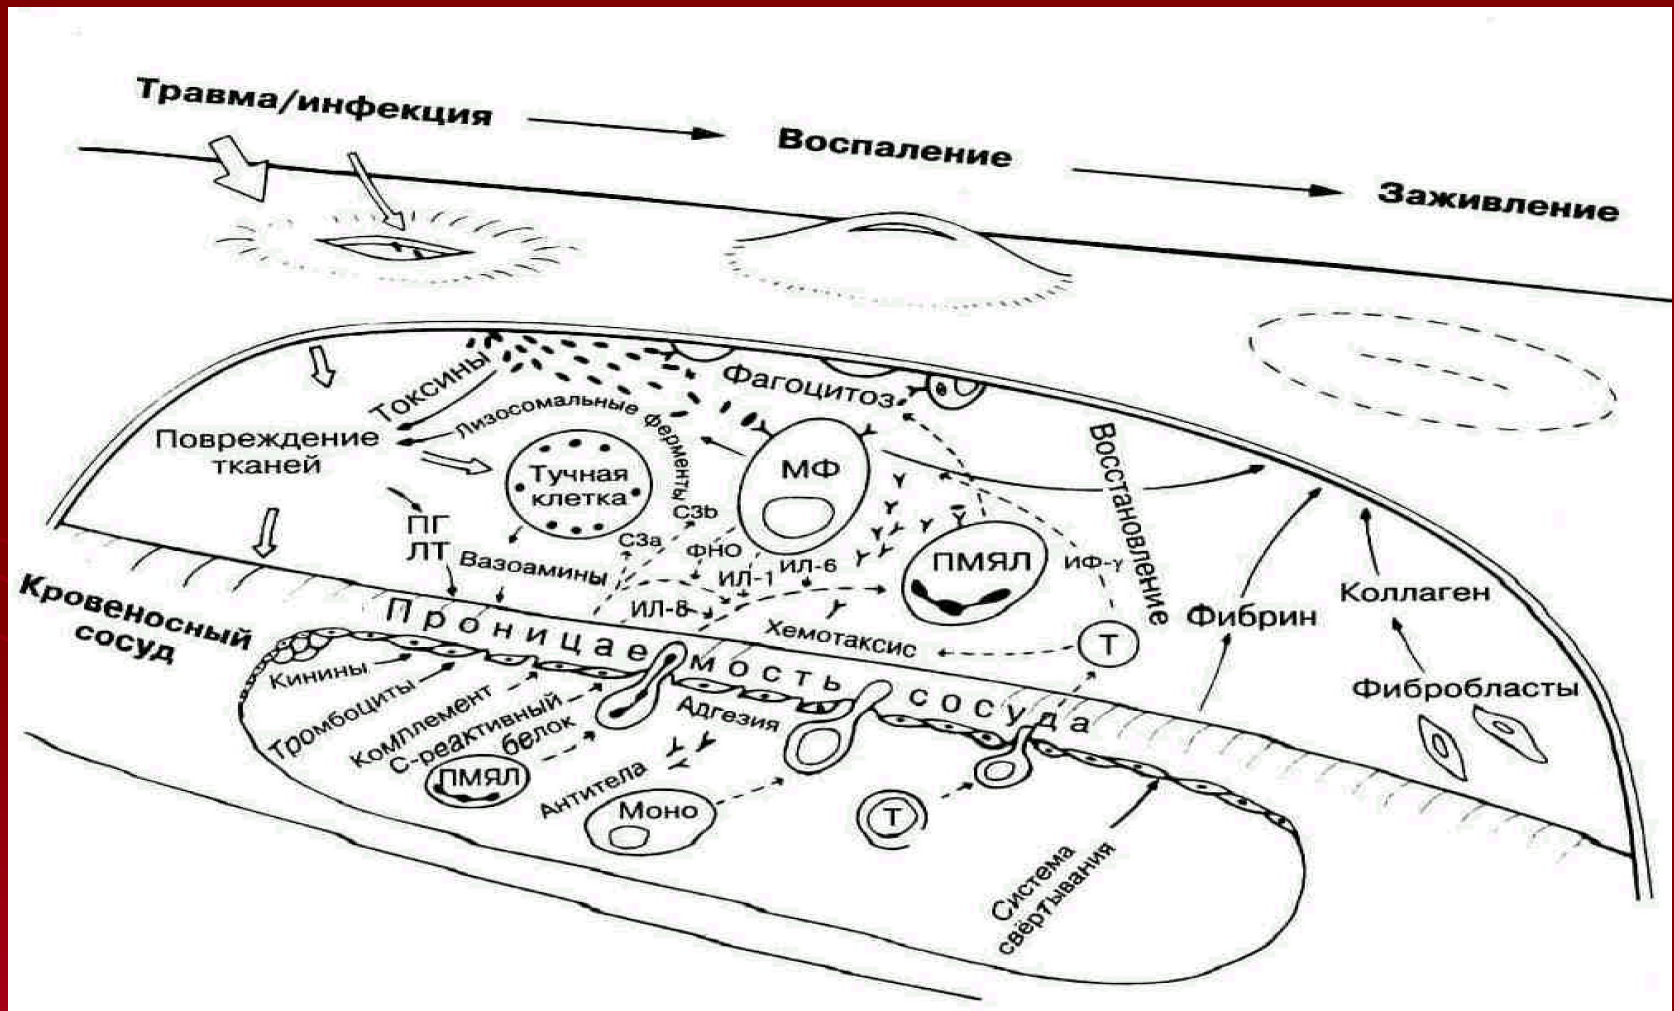 Травма/инфекция
Воспаление
Заживление
Токсины
Лизосомальные ферменты
Фагоцитоз
Повреждение
тканей
Тучная
клетка
МФ
Восстановление
С3b
С3а
ПГ
ЛТ
Вазоамины
ФНО
ИЛ-1
ИЛ-6
ИЛ-8
ПМЯЛ
ИФ-γ
Хемотаксис
Т
Фибрин
Коллаген
Фибробласты
Кровеносный
сосуд
Проницаемость сосуда
Кинины
Тромбоциты
Комплемент
С-реактивный
белок
Адгезия
ПМЯЛ
Антитела
Моно
Т
Система
свёртывания